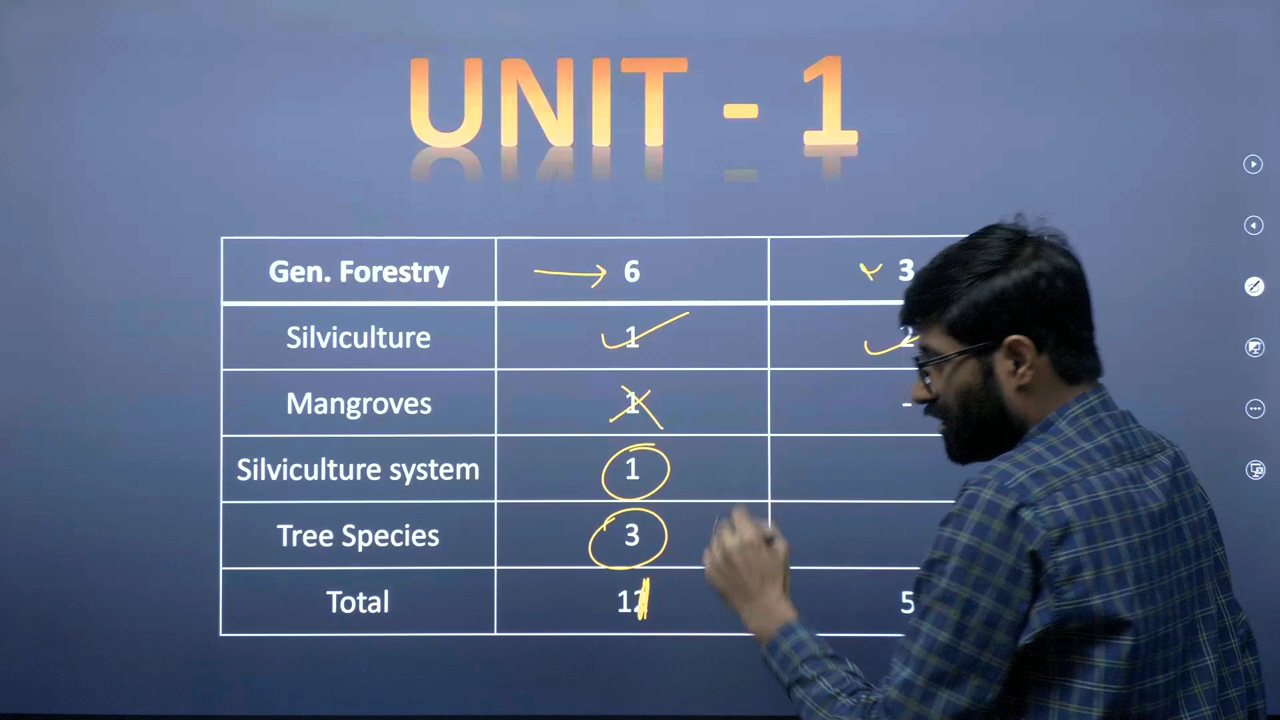 UNIT - 1
Gen. Forestry 6 3
Silviculture 1 2
Mangroves 1 -
Silviculture system 1
Tree Species 3
Total 12 5